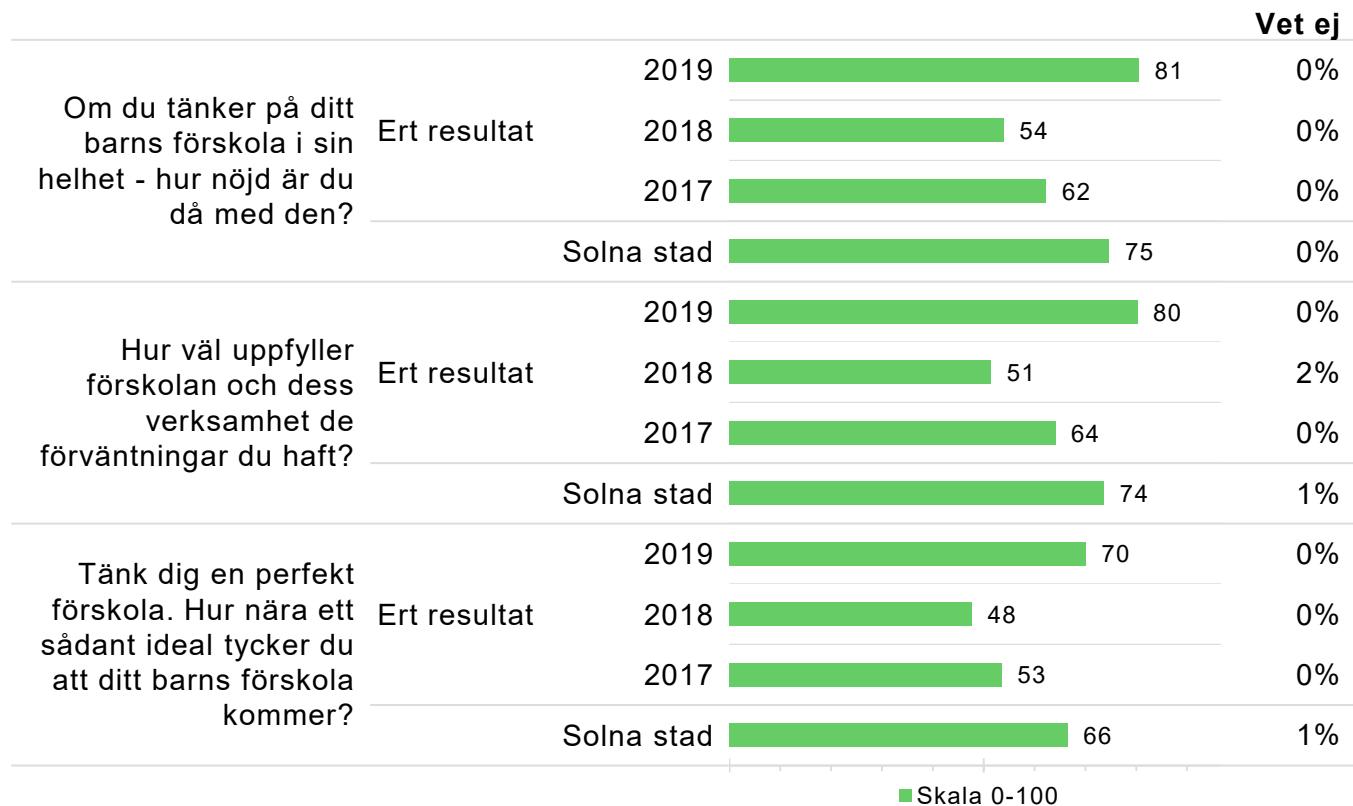 Vet ej
Om du tänker på ditt
barns förskola i sin
helhet - hur nöjd är du
då med den?
Ert resultat
2019 81 0%
2018 54 0%
2017 62 0%
Solna stad 75 0%
Hur väl uppfyller
förskolan och dess
verksamhet de
förväntningar du haft?
Ert resultat
2019 80 0%
2018 51 2%
2017 64 0%
Solna stad 74 1%
Tänk dig en perfekt
förskola. Hur nära ett
sådant ideal tycker du
att ditt barns förskola
kommer?
Ert resultat
2019 70 0%
2018 48 0%
2017 53 0%
Solna stad 66 1%
Skala 0-100